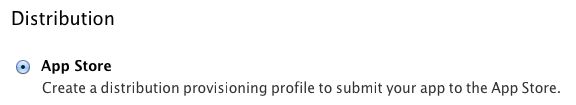 Distribution
App Store
Create a distribution provisioning profile to submit your app to the App Store.